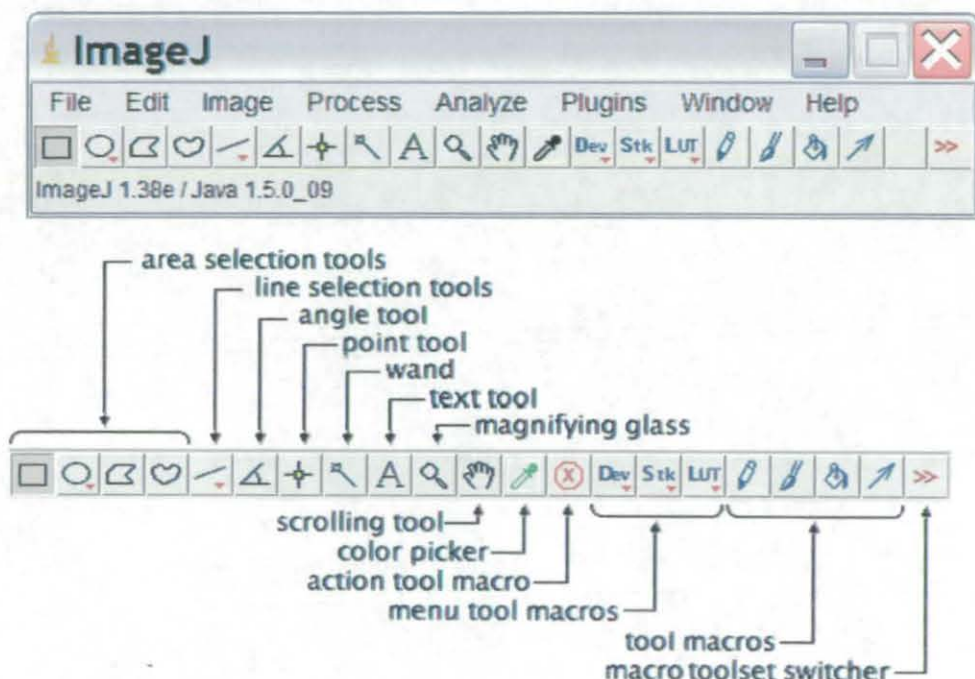 ImageJ
File Edit Image Process Analyze Plugins Window Help
A Dev Stk LUT >>
ImageJ 1.38e / Java 1.5.0_09
area selection tools
line selection tools
angle tool
point tool
wand
text tool
magnifying glass
A X Dev Stk LUT >>
scrolling tool
color picker
action tool macro
menu tool macros
tool macros
macro toolset switcher